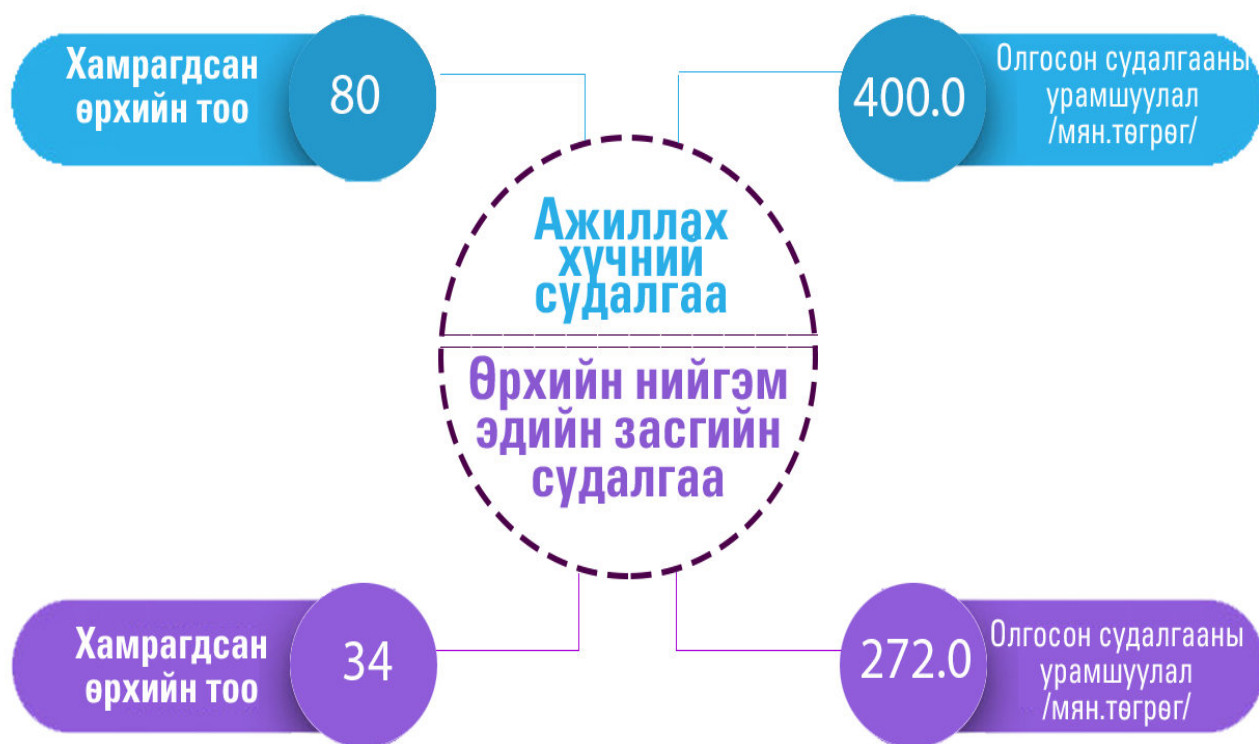 Хамрагдсан
өрхийн тоо
80
400.0
Олгосон судалгааны
урамшуулал
/мян.төгрөг/
Ажиллах
хүчний
судалгаа
Өрхийн нийгэм
эдийн засгийн
судалгаа
Хамрагдсан
өрхийн тоо
34
272.0
Олгосон судалгааны
урамшуулал
/мян.төгрөг/